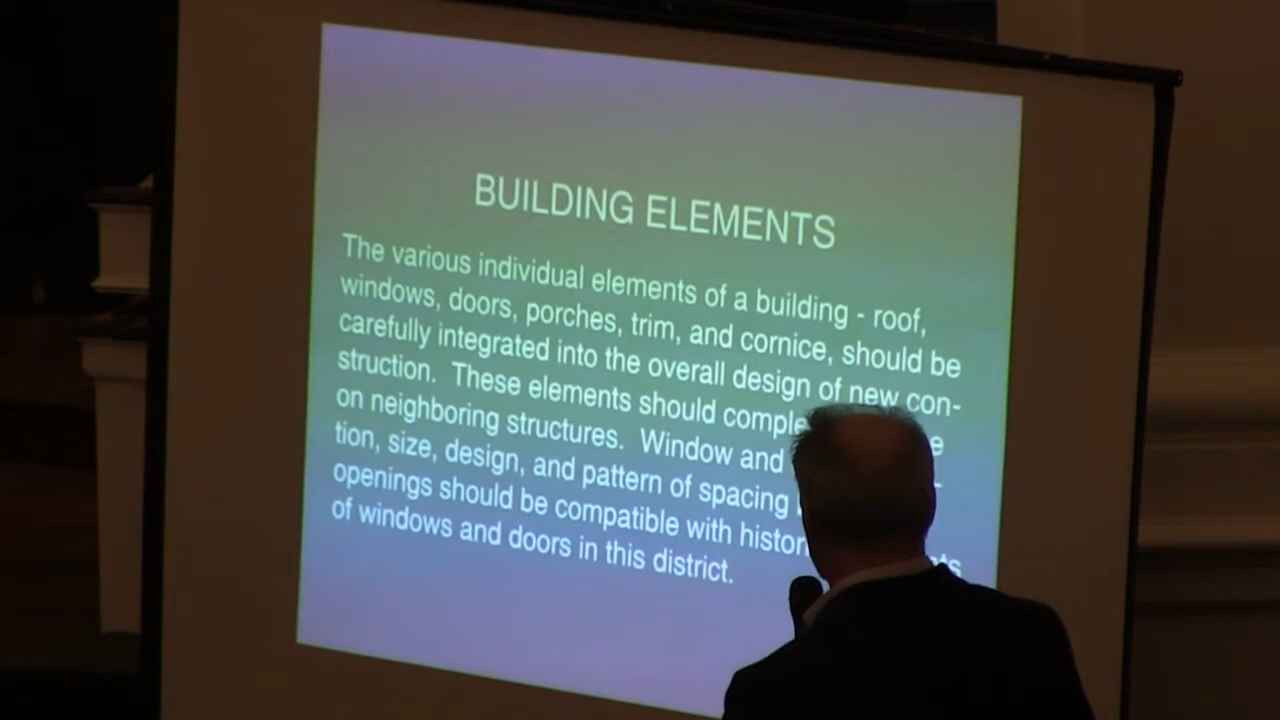 BUILDING ELEMENTS
The various individual elements of a building - roof,
windows, doors, porches, trim, and cornice, should be
carefully integrated into the overall design of new con-
struction. These elements should
on neighboring structures. Window and
tion, size, design, and pattern of spacing
openings should be compatible with
of windows and doors in this district.